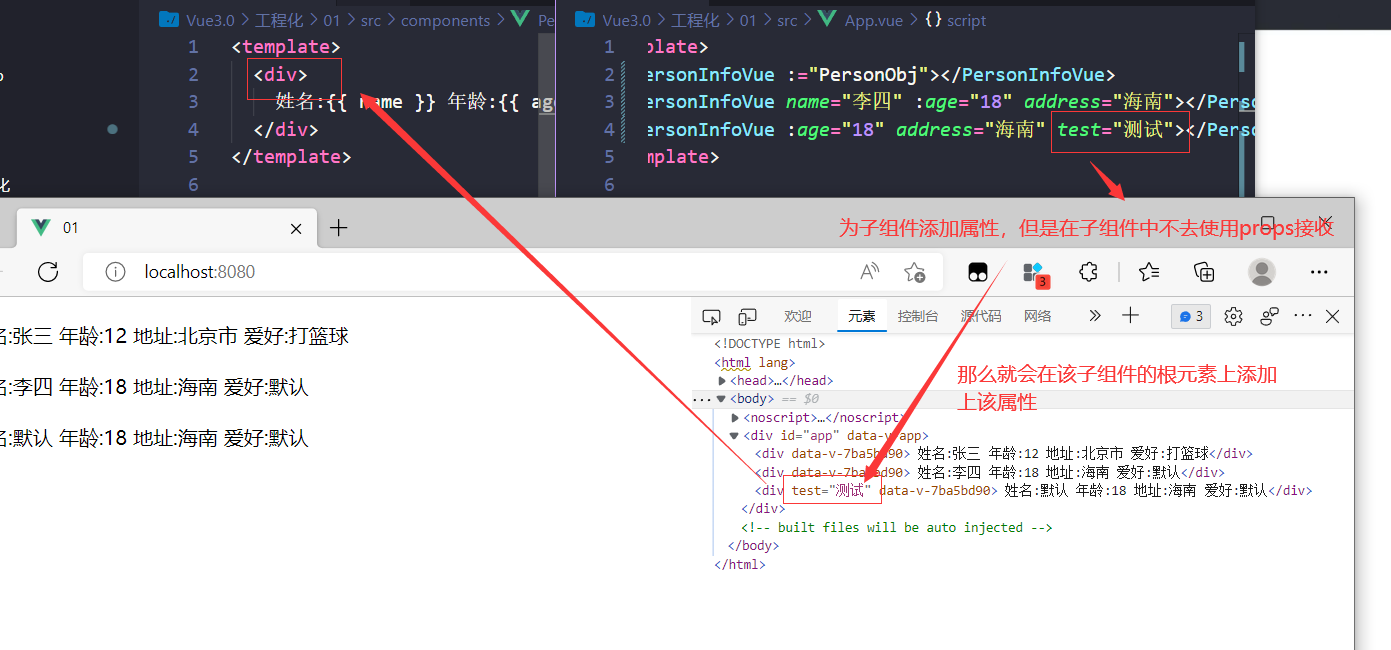 Vue3.0 > 工程化 > 01 > src > components > Pe
1 <template>
2 <div>
3 姓名:{{ name }} 年龄:{{ age
4 </div>
5 </template>
6
化
Vue3.0 > 工程化 > 01 > src > App.vue > {} script
1 plate>
2 ersonInfoVue :="PersonObj"></PersonInfoVue>
3 ersonInfoVue name="李四" :age="18" address="海南"></Perso
4 ersonInfoVue :age="18" address="海南" test="测试"></Perso
5 mplate>
6
为子组件添加属性，但是在子组件中不去使用props接收
01
localhost:8080
3
名:张三 年龄:12 地址:北京市 爱好:打篮球
名:李四 年龄:18 地址:海南 爱好:默认
名:默认 年龄:18 地址:海南 爱好:默认
欢迎 元素 控制台 源代码 网络 3
<!DOCTYPE html>
<html lang>
<head>…</head>
<body> == $0
<noscript>…</noscript>
<div id="app" data-v-app>
<div data-v-7ba5bd90> 姓名:张三 年龄:12 地址:北京市 爱好:打篮球</div>
<div data-v-7ba5bd90> 姓名:李四 年龄:18 地址:海南 爱好:默认</div>
<div test="测试" data-v-7ba5bd90> 姓名:默认 年龄:18 地址:海南 爱好:默认</div>
</div>
<!-- built files will be auto injected -->
</body>
</html>
那么就会在该子组件的根元素上添加
上该属性